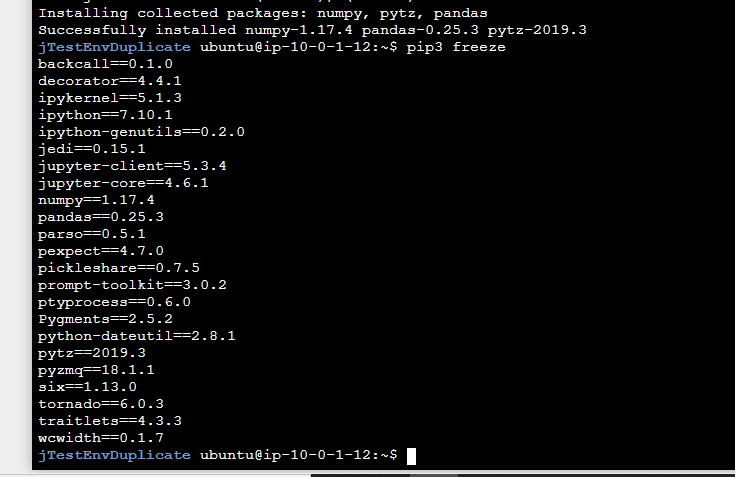 Installing collected packages: numpy, pytz, pandas
Successfully installed numpy-1.17.4 pandas-0.25.3 pytz-2019.3
jTestEnvDuplicate ubuntu@ip-10-0-1-12:~$ pip3 freeze
backcall==0.1.0
decorator==4.4.1
ipykernel==5.1.3
ipython==7.10.1
ipython-genutils==0.2.0
jedi==0.15.1
jupyter-client==5.3.4
jupyter-core==4.6.1
numpy==1.17.4
pandas==0.25.3
parso==0.5.1
pexpect==4.7.0
pickleshare==0.7.5
prompt-toolkit==3.0.2
ptyprocess==0.6.0
Pygments==2.5.2
python-dateutil==2.8.1
pytz==2019.3
pyzmq==18.1.1
six==1.13.0
tornado==6.0.3
traitlets==4.3.3
wcwidth==0.1.7
jTestEnvDuplicate ubuntu@ip-10-0-1-12:~$